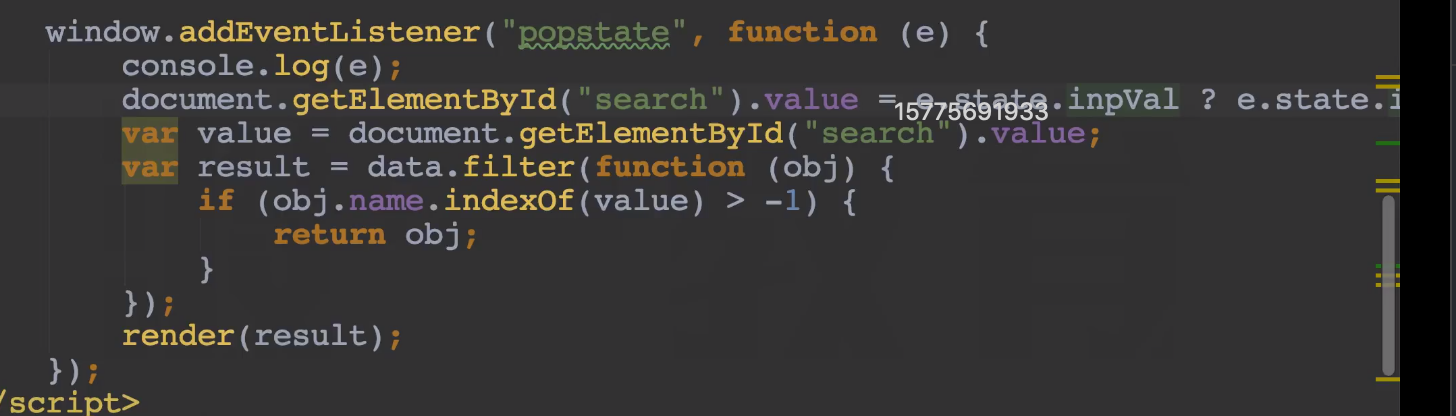 window.addEventListener("popstate", function (e) {
console.log(e);
document.getElementById("search").value = e.state.inpVal ? e.state.i
15775691933
var value = document.getElementById("search").value;
var result = data.filter(function (obj) {
if (obj.name.indexOf(value) > -1) {
return obj;
}
});
render(result);
});
/script>